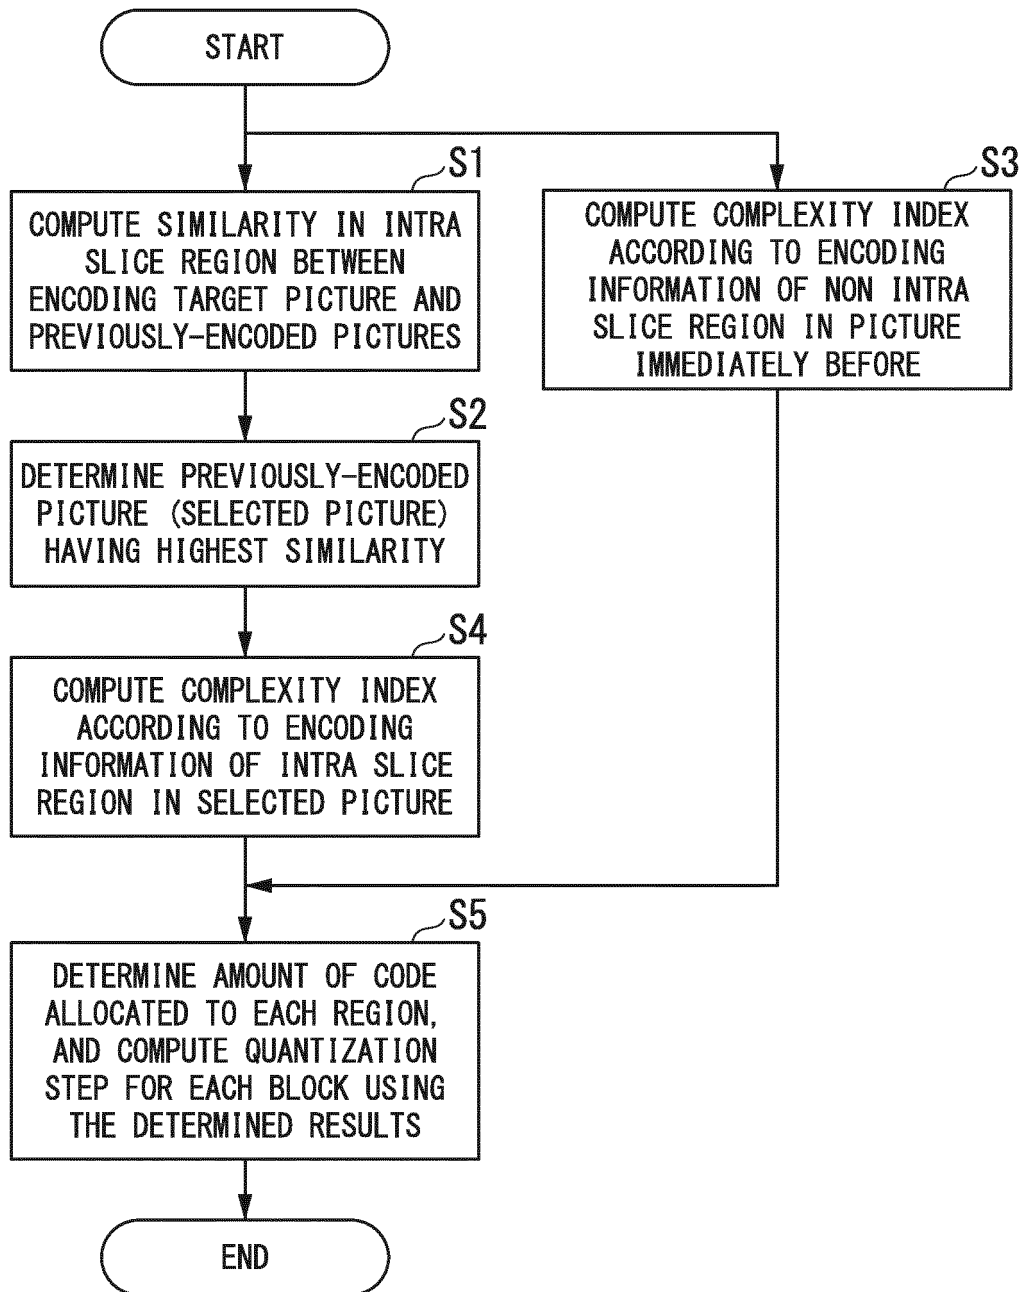 START
S1
COMPUTE SIMILARITY IN INTRA
SLICE REGION BETWEEN
ENCODING TARGET PICTURE AND
PREVIOUSLY-ENCODED PICTURES
S3
COMPUTE COMPLEXITY INDEX
ACCORDING TO ENCODING
INFORMATION OF NON INTRA
SLICE REGION IN PICTURE
IMMEDIATELY BEFORE
S2
DETERMINE PREVIOUSLY-ENCODED
PICTURE (SELECTED PICTURE)
HAVING HIGHEST SIMILARITY
S4
COMPUTE COMPLEXITY INDEX
ACCORDING TO ENCODING
INFORMATION OF INTRA SLICE
REGION IN SELECTED PICTURE
S5
DETERMINE AMOUNT OF CODE
ALLOCATED TO EACH REGION,
AND COMPUTE QUANTIZATION
STEP FOR EACH BLOCK USING
THE DETERMINED RESULTS
END